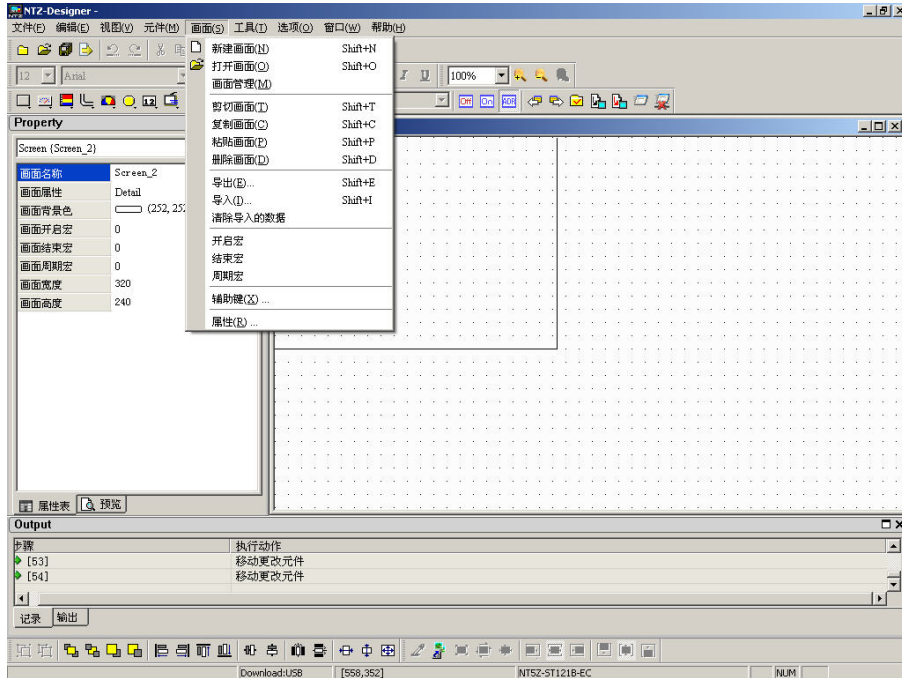 NTZ-Designer -
文件(F) 编辑(E) 视图(V) 元件(M) 画面(S) 工具(T) 选项(O) 窗口(W) 帮助(H)
新建画面(N) Shift+N
打开画面(O) Shift+O
画面管理(M)
剪切画面(T) Shift+T
复制画面(C) Shift+C
粘贴画面(P) Shift+P
删除画面(D) Shift+D
导出(E)... Shift+E
导入(I)... Shift+I
清除导入的数据
开启宏
结束宏
周期宏
辅助键(X) ...
属性(R) ...
12 Arial I U 100%
12 Off On ADR
Property
Screen {Screen_2}
画面名称 Screen_2
画面属性 Detail
画面背景色 (252, 252
画面开启宏 0
画面结束宏 0
画面周期宏 0
画面宽度 320
画面高度 240
属性表 预览
Output
步骤 执行动作
[53] 移动更改元件
[54] 移动更改元件
记录 输出
Download:USB [558,352] NT5Z-ST121B-EC NUM